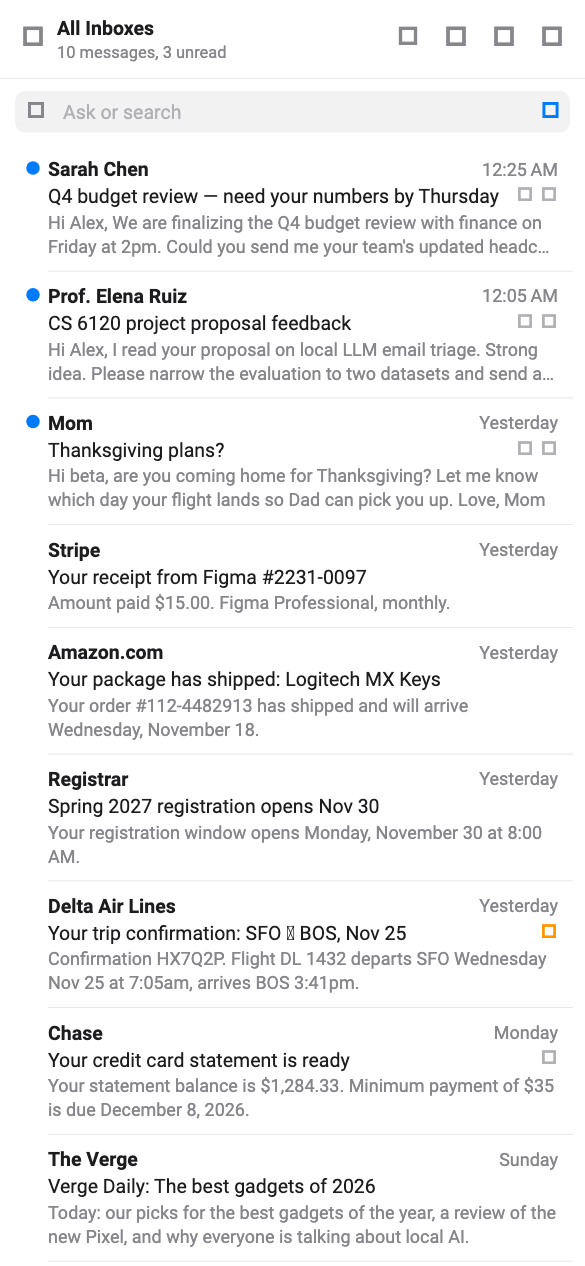 All Inboxes
10 messages, 3 unread
Ask or search
Sarah Chen 12:25 AM
Q4 budget review — need your numbers by Thursday
Hi Alex, We are finalizing the Q4 budget review with finance on
Friday at 2pm. Could you send me your team's updated headc...
Prof. Elena Ruiz 12:05 AM
CS 6120 project proposal feedback
Hi Alex, I read your proposal on local LLM email triage. Strong
idea. Please narrow the evaluation to two datasets and send a...
Mom Yesterday
Thanksgiving plans?
Hi beta, are you coming home for Thanksgiving? Let me know
which day your flight lands so Dad can pick you up. Love, Mom
Stripe Yesterday
Your receipt from Figma #2231-0097
Amount paid $15.00. Figma Professional, monthly.
Amazon.com Yesterday
Your package has shipped: Logitech MX Keys
Your order #112-4482913 has shipped and will arrive
Wednesday, November 18.
Registrar Yesterday
Spring 2027 registration opens Nov 30
Your registration window opens Monday, November 30 at 8:00
AM.
Delta Air Lines Yesterday
Your trip confirmation: SFO BOS, Nov 25
Confirmation HX7Q2P. Flight DL 1432 departs SFO Wednesday
Nov 25 at 7:05am, arrives BOS 3:41pm.
Chase Monday
Your credit card statement is ready
Your statement balance is $1,284.33. Minimum payment of $35
is due December 8, 2026.
The Verge Sunday
Verge Daily: The best gadgets of 2026
Today: our picks for the best gadgets of the year, a review of the
new Pixel, and why everyone is talking about local AI.